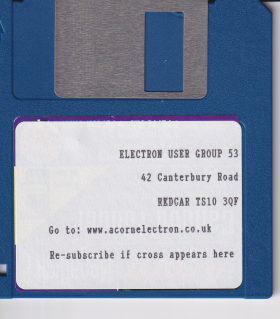 ELECTRON USER GROUP 53
42 Canterbury Road
REDCAR TS10 3QF
Go to: www.acornelectron.co.uk
Re-subscribe if cross appears here